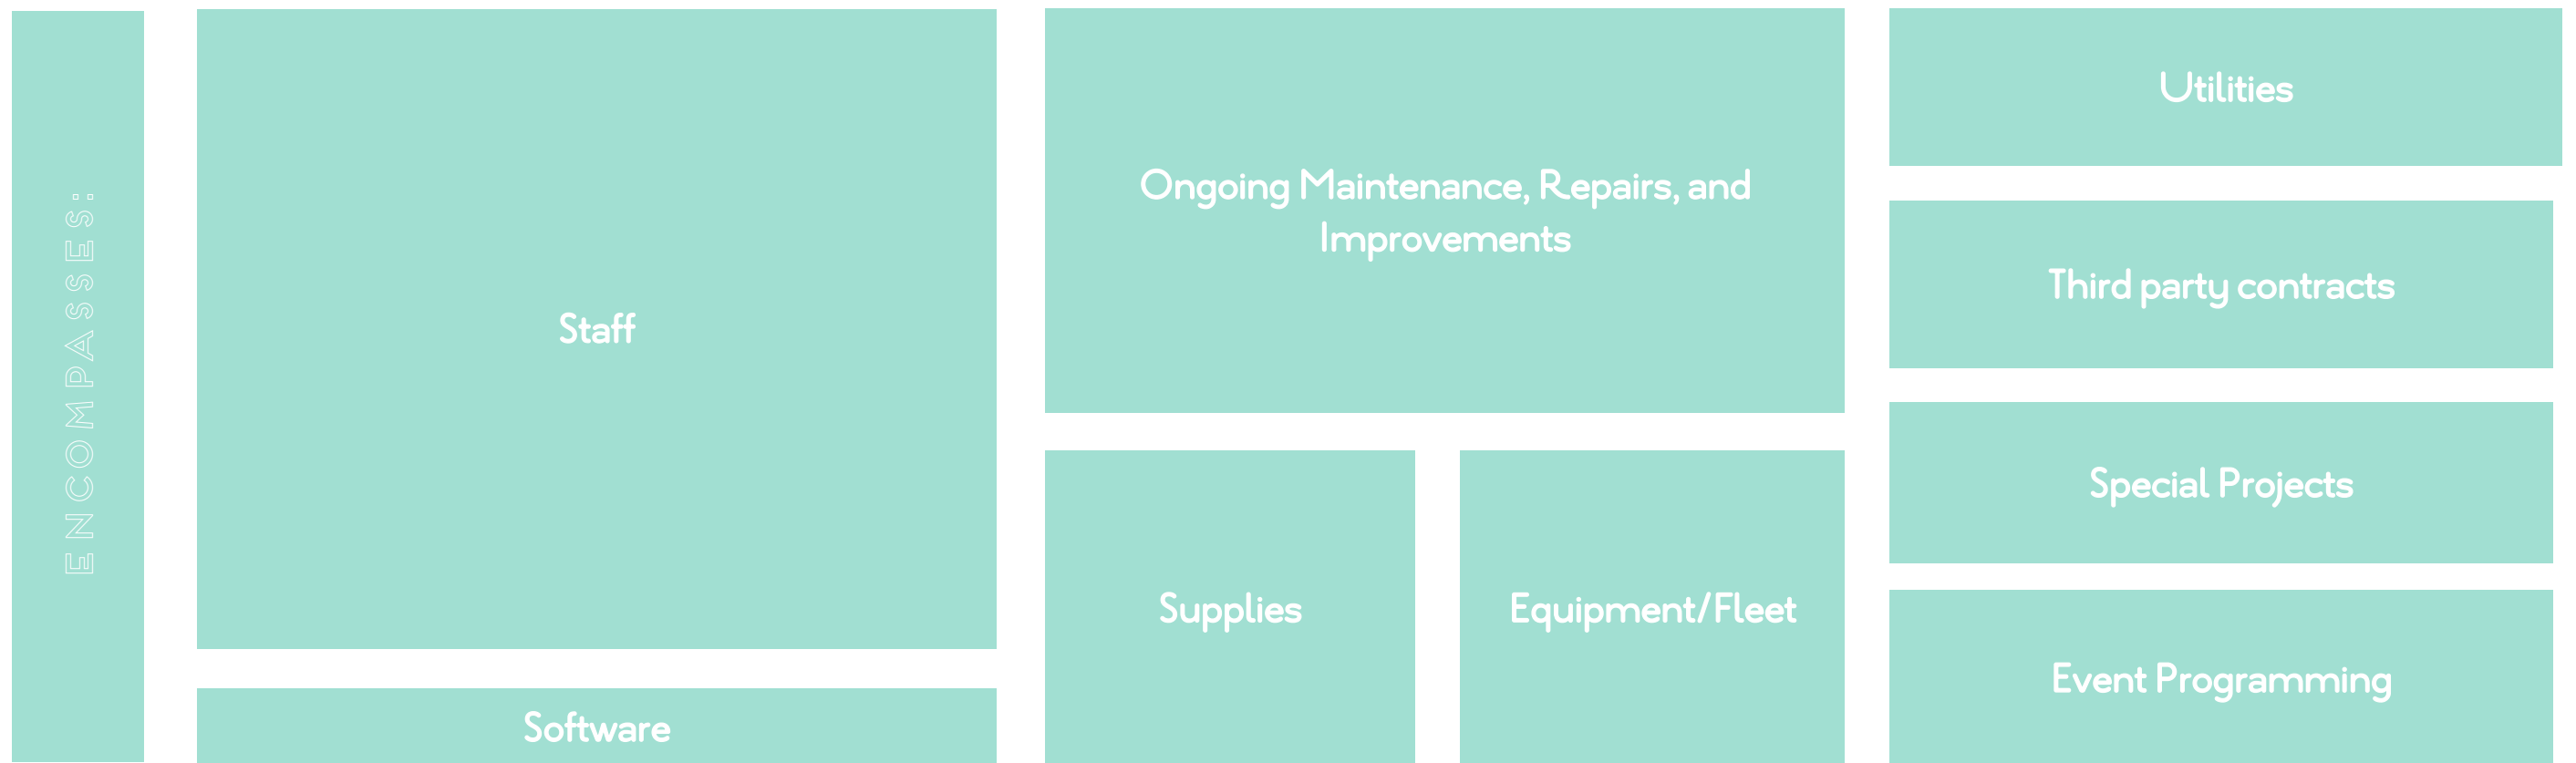 ENCOMPASSES:
Staff
Software
Ongoing Maintenance, Repairs, and
Improvements
Supplies
Equipment/Fleet
Utilities
Third party contracts
Special Projects
Event Programming